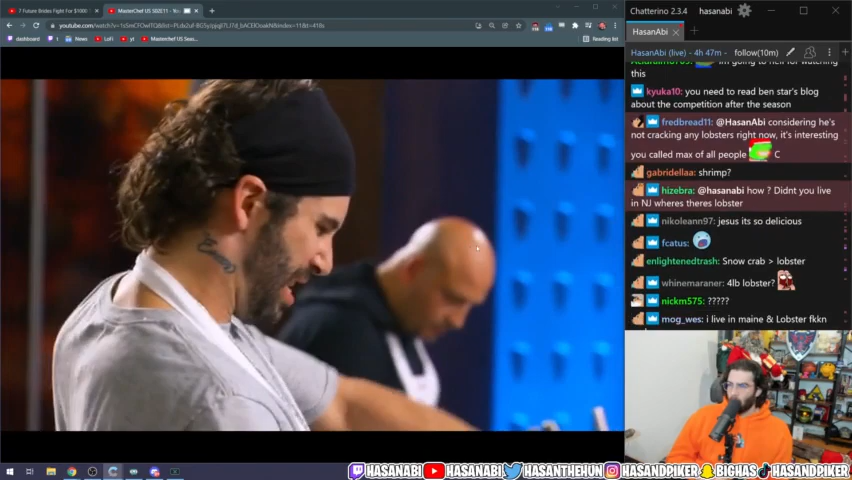 7 Future Brides Fight For $1000
MasterChef US S02E11 -
youtube.com/watch?v=
dashboard
t
News
LoFi
yt
Masterchef US Seas...
Reading list
Chatterino 2.3.4
hasanabi
HasanAbi
HasanAbi (live) - 4h 47m -
follow(10m)
im going to hell for watching
this
kyuka10: you need to read ben star's blog
about the competition after the season
fredbread11: @HasanAbi considering he's
not cracking any lobsters right now, it's interesting
you called max of all people C
gabridellaa: shrimp?
hizebra: @hasanabi how ? Didnt you live
in NJ wheres theres lobster
nikoleann97: jesus its so delicious
fcatus:
enlightenedtrash: Snow crab > lobster
whinemaraner: 4lb lobster?
nickm575: ?????
mog_wes: i live in maine & Lobster fkkn
HASANABI
HASANABI
HASANTHEHUN
HASANDPIKER
BIGHAS
HASANDPIKER